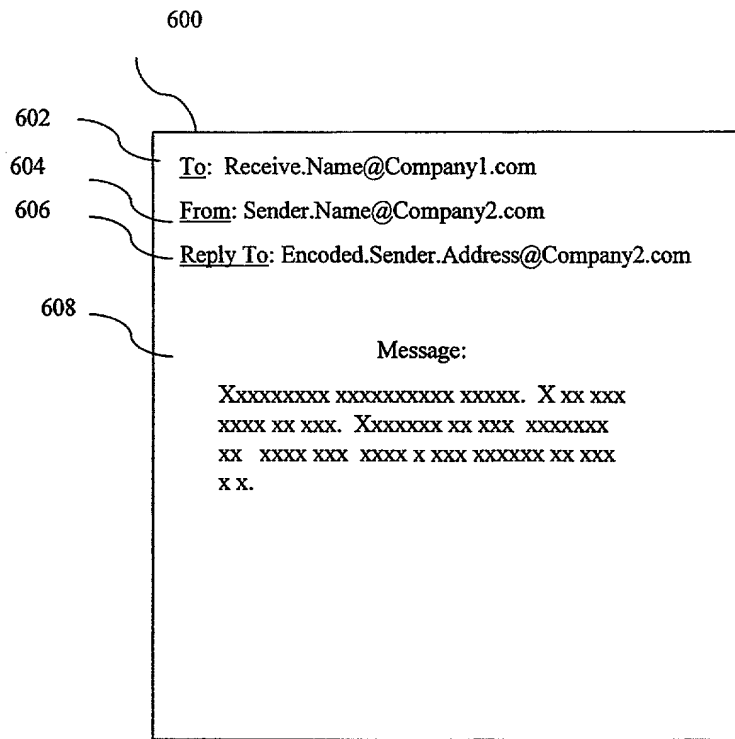 600
602
To: Receive.Name@Company1.com
604
From: Sender.Name@Company2.com
606
Reply To: Encoded.Sender.Address@Company2.com
608
Message:
Xxxxxxxxx xxxxxxxxxx xxxxx. X xx xxx
xxxx xx xxx. Xxxxxxx xx xxx xxxxxxx
xx xxxx xxx xxxx x xxx xxxxxx xx xxx
x x.